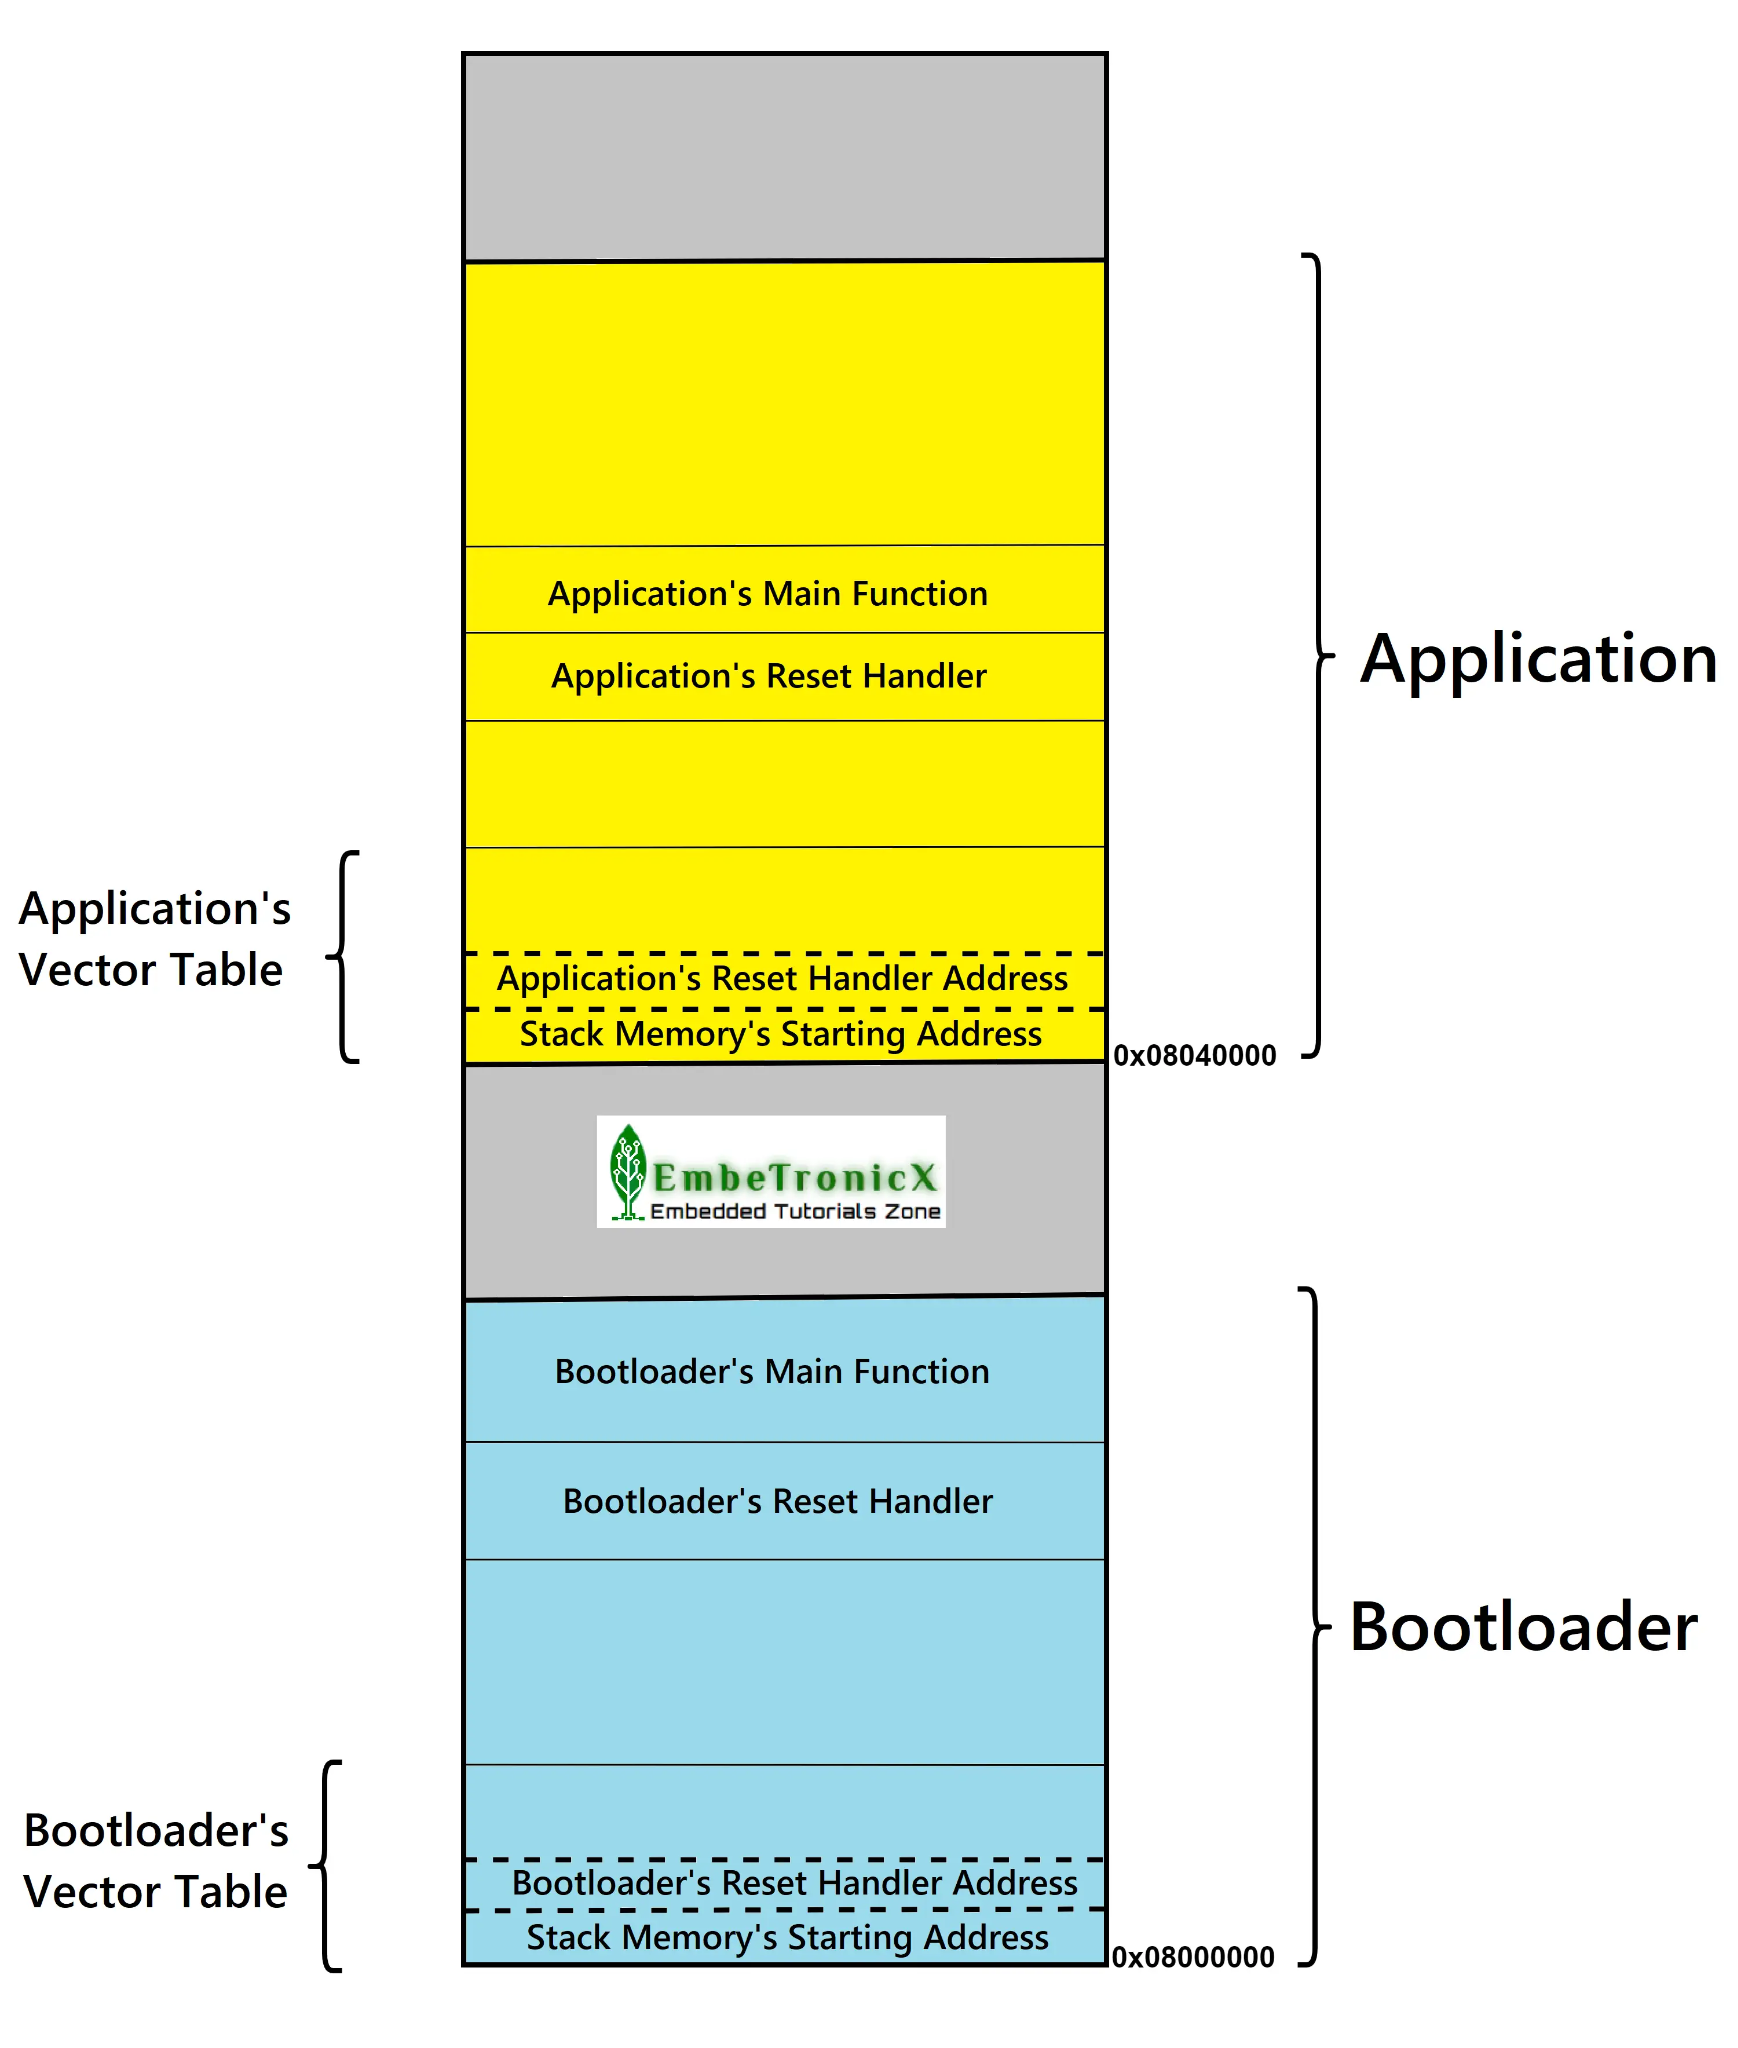 Application's Main Function
Application's Reset Handler
Application
Application's
Vector Table
Application's Reset Handler Address
Stack Memory's Starting Address
0x08040000
EmbeTronicX
Embedded Tutorials Zone
Bootloader's Main Function
Bootloader's Reset Handler
Bootloader
Bootloader's
Vector Table
Bootloader's Reset Handler Address
Stack Memory's Starting Address
0x08000000